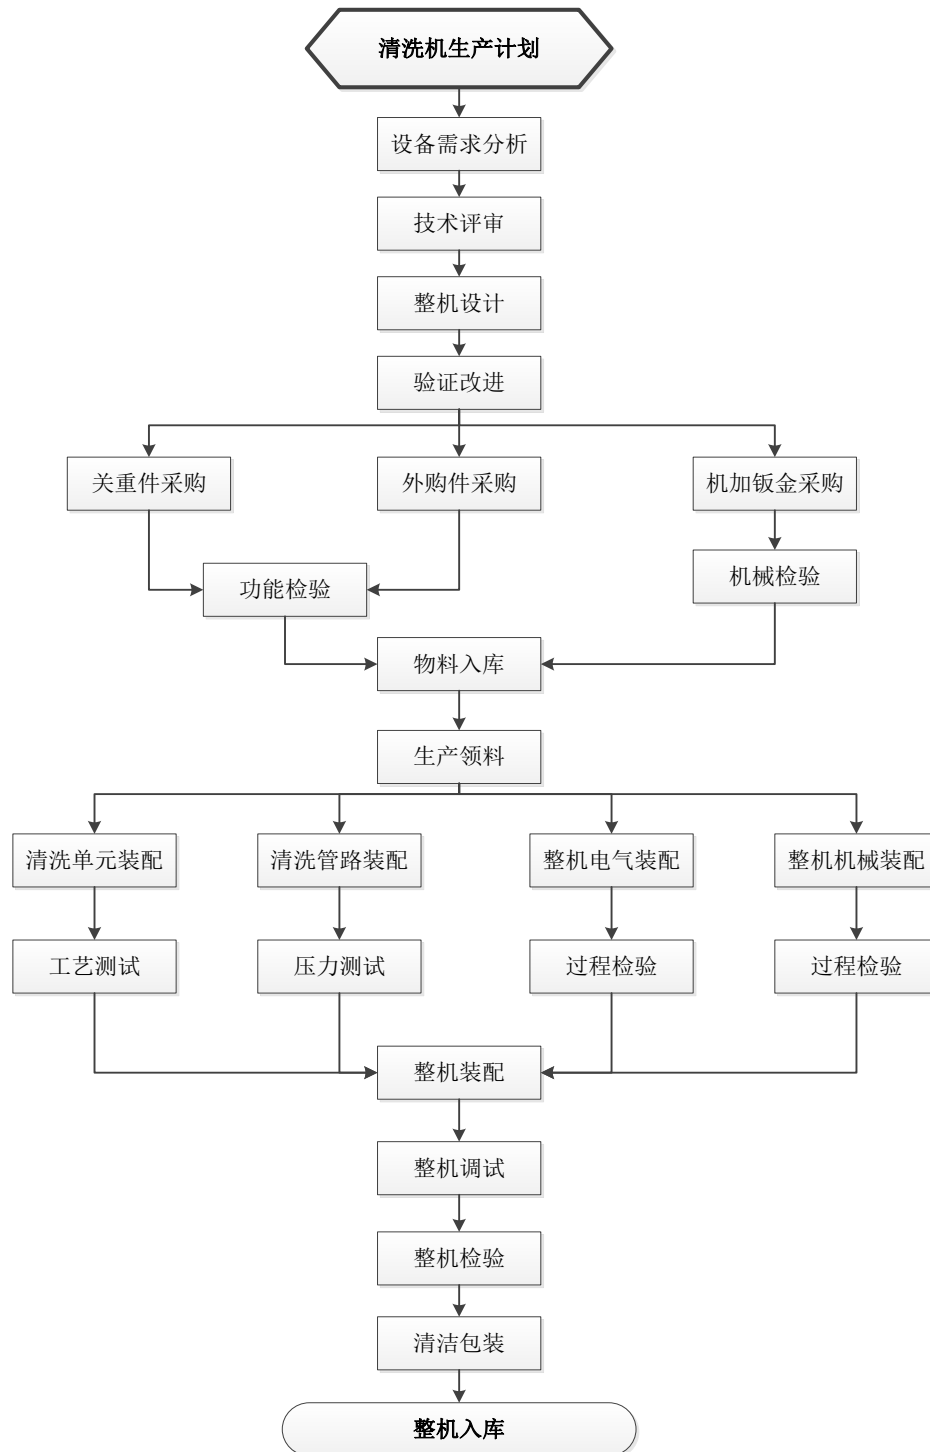 清洗机生产计划
设备需求分析
技术评审
整机设计
验证改进
关重件采购
外购件采购
机加钣金采购
功能检验
机械检验
物料入库
生产领料
清洗单元装配
清洗管路装配
整机电气装配
整机机械装配
工艺测试
压力测试
过程检验
过程检验
整机装配
整机调试
整机检验
清洁包装
整机入库